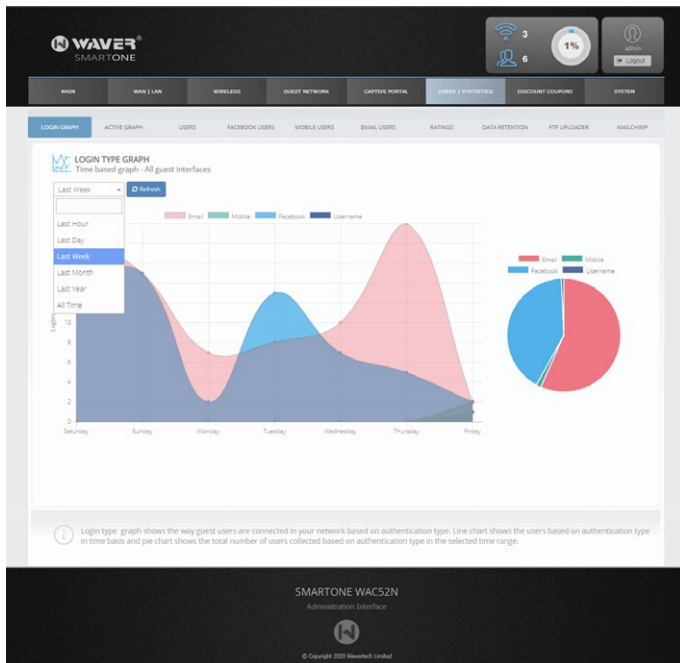 WAVER®
SMARTONE
3
6
1%
admin
Logout
MAIN
WAN | LAN
WIRELESS
GUEST NETWORK
CAPTIVE PORTAL
USERS | STATISTICS
DISCOUNT COUPONS
SYSTEM
LOGIN GRAPH
ACTIVE GRAPH
USERS
FACEBOOK USERS
MOBILE USERS
EMAIL USERS
RATINGS
DATA RETENTION
FTP UPLOADER
MAILCHIMP
LOGIN TYPE GRAPH
Time based graph - All guest interfaces
Last Week
Refresh
Last Hour
Last Day
Last Week
Last Month
Last Year
All Time
Email Mobile Facebook Username
Logins
10
8
6
4
2
0
Saturday Sunday Monday Tuesday Wednesday Thursday Friday
Email Mobile
Facebook Username
Login type graph shows the way guest users are connected in your network based on authentication type. Line chart shows the users based on authentication type
in time basis and pie chart shows the total number of users collected based on authentication type in the selected time range.
SMARTONE WAC52N
Administration Interface
© Copyright 2020 Wavertech Limited